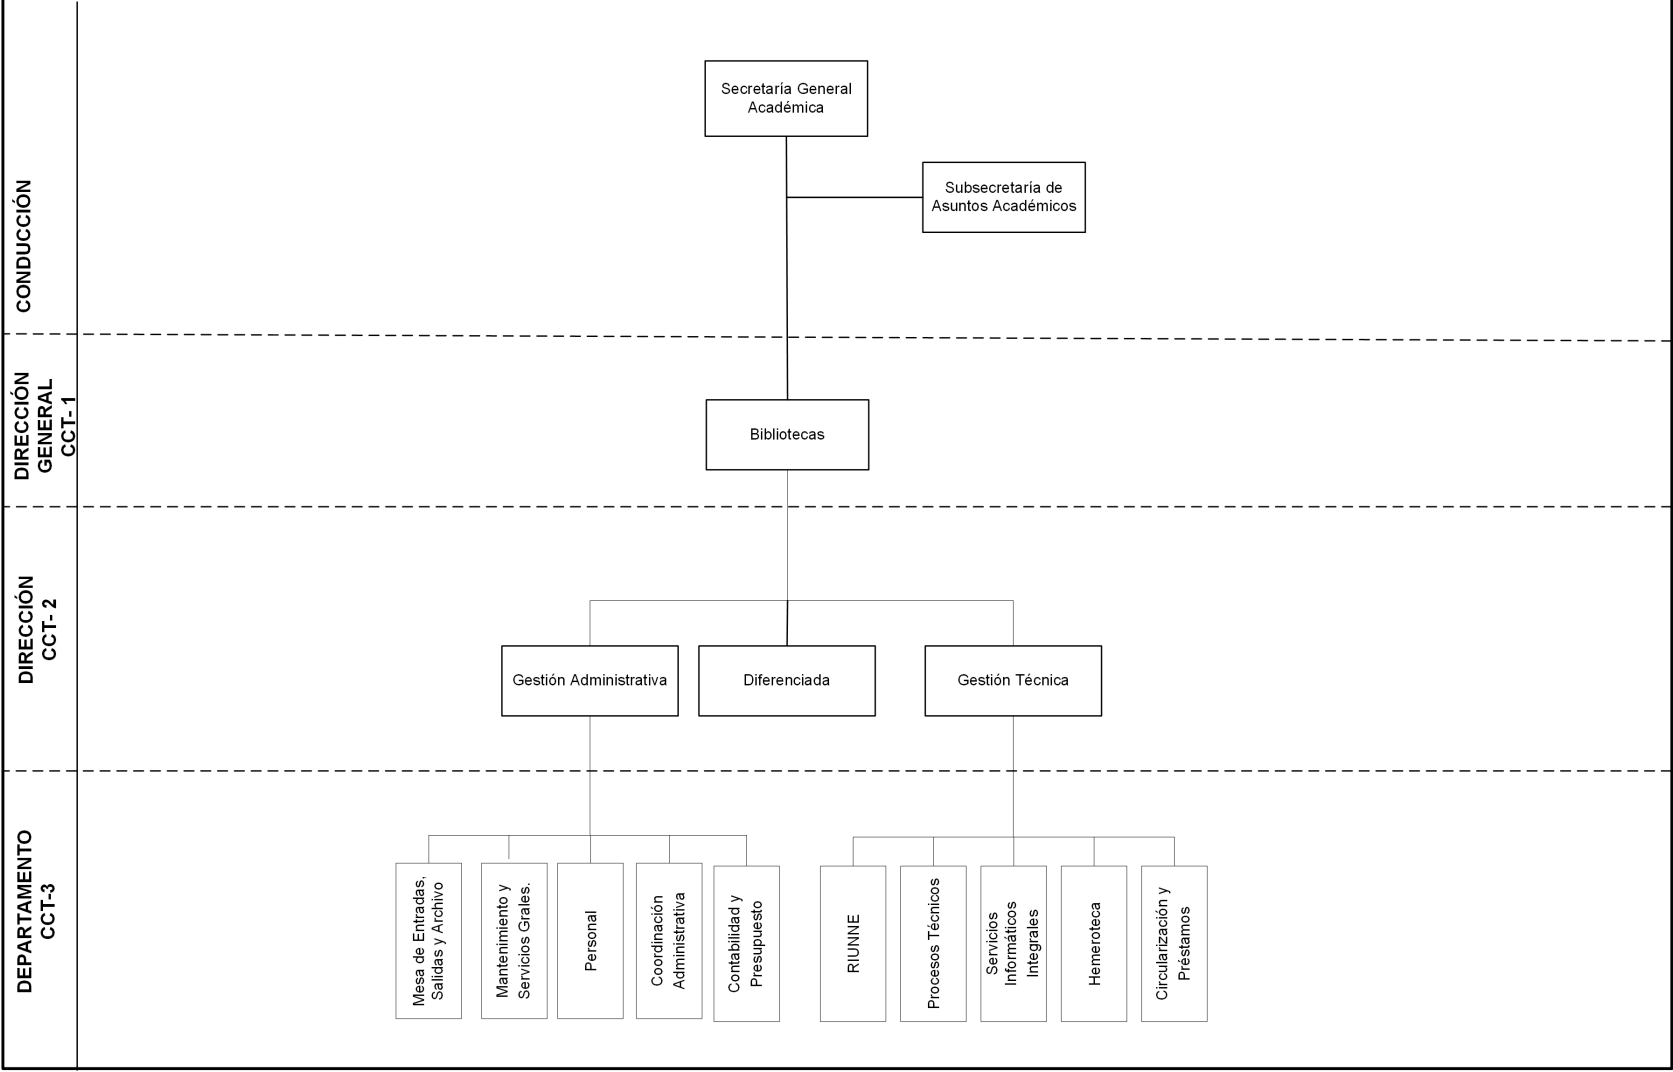 CONDUCCIÓN
Secretaría General
Académica
Subsecretaría de
Asuntos Académicos
DIRECCIÓN
GENERAL
CCT- 1
Bibliotecas
DIRECCIÓN
CCT- 2
Gestión Administrativa
Diferenciada
Gestión Técnica
DEPARTAMENTO
CCT-3
Mesa de Entradas,
Salidas y Archivo
Mantenimiento y
Servicios Grales.
Personal
Coordinación
Administrativa
Contabilidad y
Presupuesto
RIUNNE
Procesos Técnicos
Servicios
Informáticos
Integrales
Hemeroteca
Circularización y
Préstamos